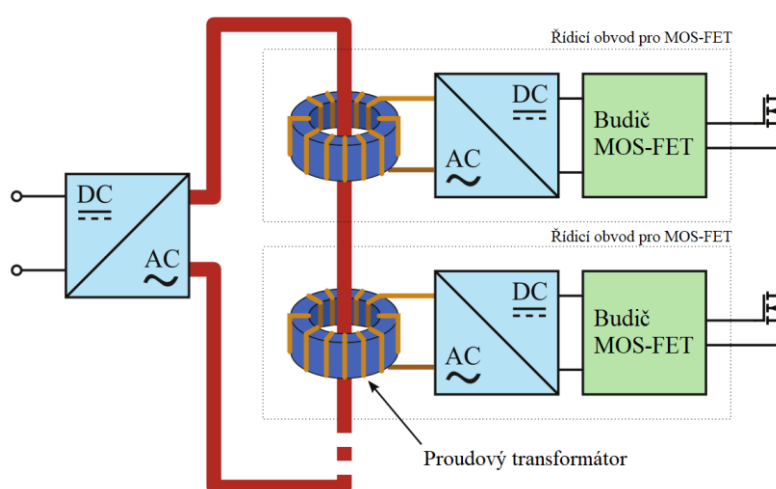 Řídicí obvod pro MOS-FET
DC
AC
Budič
MOS-FET
DC
AC
Řídicí obvod pro MOS-FET
DC
AC
Budič
MOS-FET
Proudový transformátor